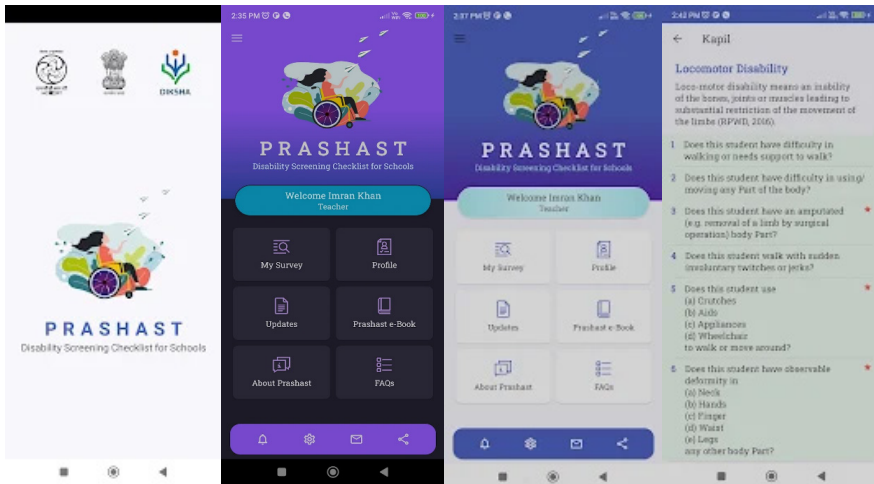 DIKSHA
PRASHAST
Disability Screening Checklist for Schools
2:35 PM
PRASHAST
Disability Screening Checklist for Schools
Welcome Imran Khan
Teacher
My Survey
Profile
Updates
Prashast e-Book
About Prashast
FAQs
2:37 PM
PRASHAST
Disability Screening Checklist for Schools
Welcome Imran Khan
Teacher
My Survey
Profile
Updates
Prashast e-Book
About Prashast
FAQs
2:42 PM
Kapil
Locomotor Disability
Loco-motor disability means an inability
of the bones, joints or muscles leading to
substantial restriction of the movement of
the limbs (RPWD, 2016).
1 Does this student have difficulty in
walking or needs support to walk?
2 Does this student have difficulty in using/
moving any Part of the body?
3 Does this student have an amputated *
(e.g. removal of a limb by surgical
operation) body Part?
4 Does this student walk with sudden
involuntary twitches or jerks?
5 Does this student use *
(a) Crutches
(b) Aids
(c) Appliances
(d) Wheelchair
to walk or move around?
6 Does this student have observable *
deformity in
(a) Neck
(b) Hands
(c) Finger
(d) Waist
(e) Legs
any other body Part?